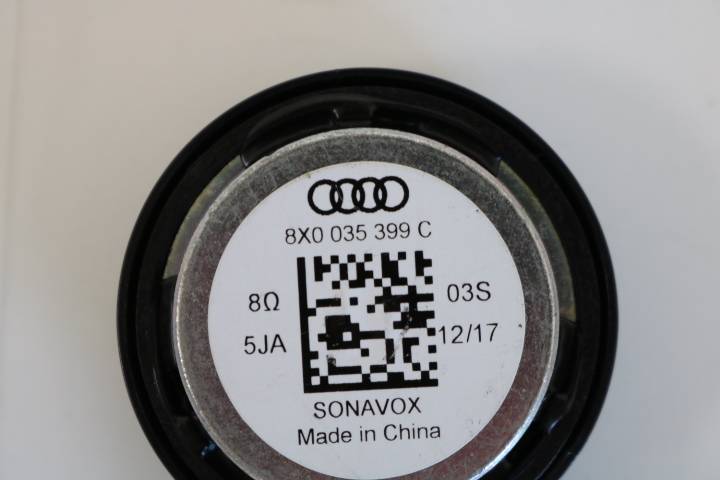 8X0 035 399 C
8Ω 03S
5JA 12/17
SONAVOX
Made in China